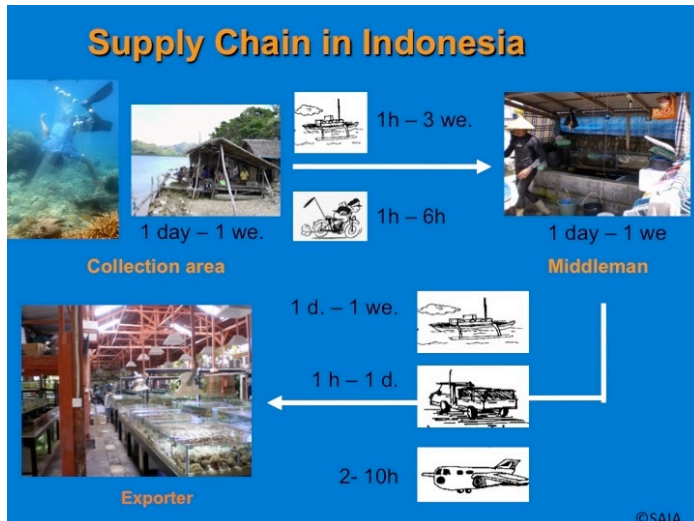 Supply Chain in Indonesia
1h – 3 we.
1h – 6h
1 day – 1 we.
1 day – 1 we
Collection area
Middleman
1 d. – 1 we.
1 h – 1 d.
2- 10h
Exporter
©SAIA